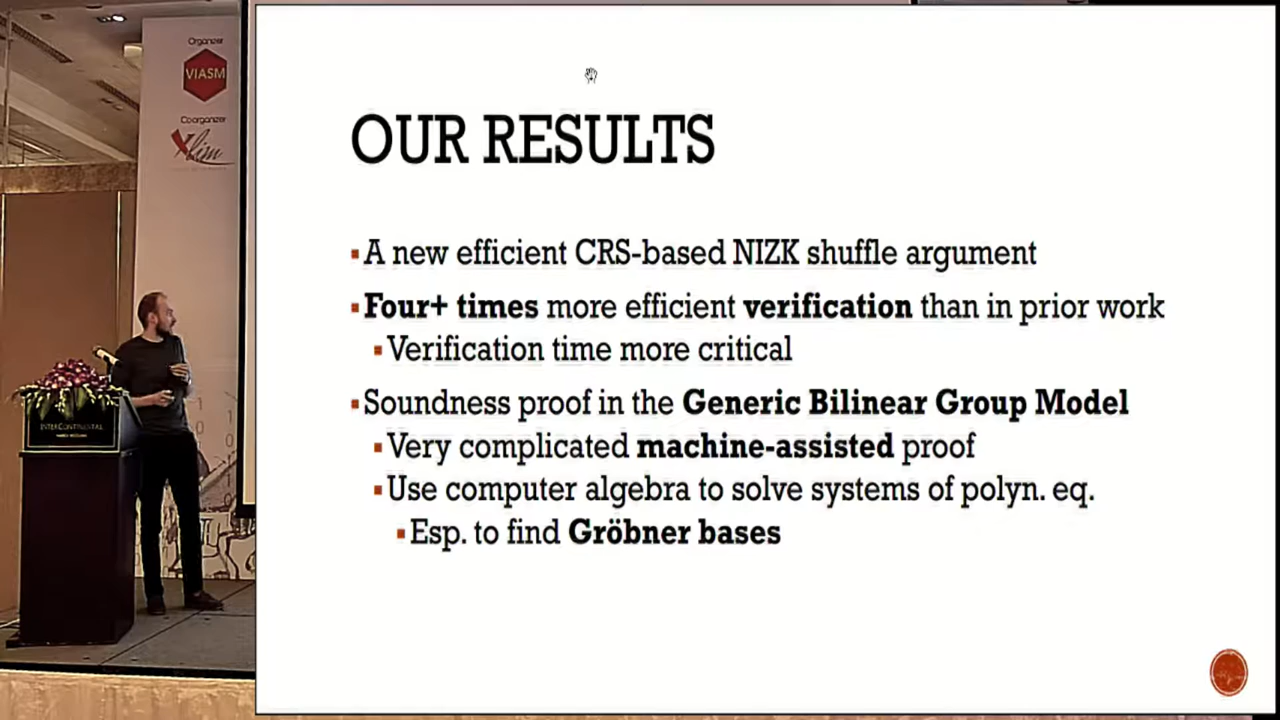 Organizer
VIASM
Co-organizer
Xlim
OUR RESULTS
A new efficient CRS-based NIZK shuffle argument
Four+ times more efficient verification than in prior work
Verification time more critical
Soundness proof in the Generic Bilinear Group Model
Very complicated machine-assisted proof
Use computer algebra to solve systems of polyn. eq.
Esp. to find Gröbner bases
INTERCONTINENTAL